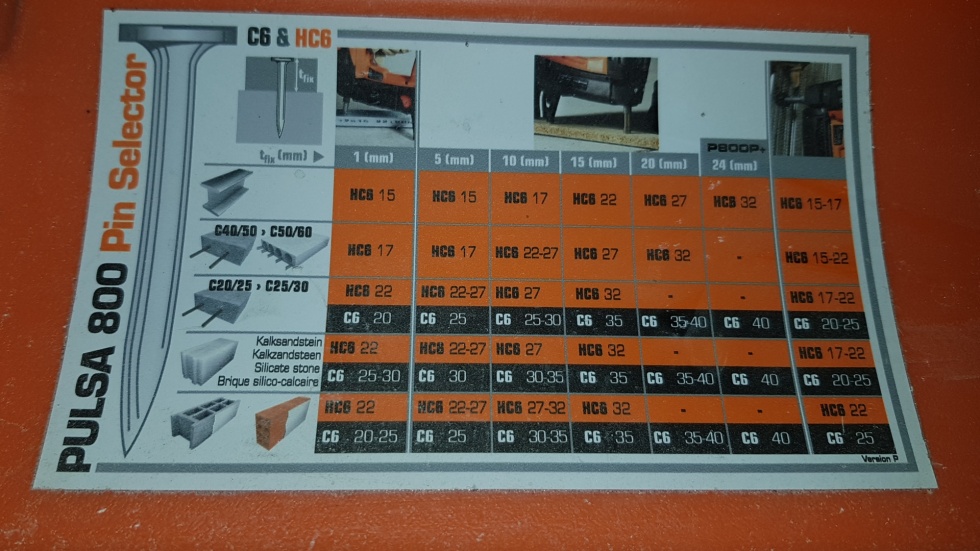 PULSA 800 Pin Selector
C6 & HC6
tfix
P800P+
tfix (mm) 1 (mm) 5 (mm) 10 (mm) 15 (mm) 20 (mm) 24 (mm)
HC6 15 HC6 15 HC6 17 HC6 22 HC6 27 HC6 32 HC6 15-17
C40/50 › C50/60
HC6 17 HC6 17 HC6 22-27 HC6 27 HC6 32 - HC6 15-22
C20/25 › C25/30
HC6 22 HC6 22-27 HC6 27 HC6 32 - - HC6 17-22
C6 20 C6 25 C6 25-30 C6 35 C6 35-40 C6 40 C6 20-25
Kalksandstein
Kalkzandsteen
Silicate stone
Brique silico-calcaire
HC6 22 HC6 22-27 HC6 27 HC6 32 - - HC6 17-22
C6 25-30 C6 30 C6 30-35 C6 35 C6 35-40 C6 40 C6 20-25
HC6 22 HC6 22-27 HC6 27-32 HC6 32 - - HC6 22
C6 20-25 C6 25 C6 30-35 C6 35 C6 35-40 C6 40 C6 25
Version P